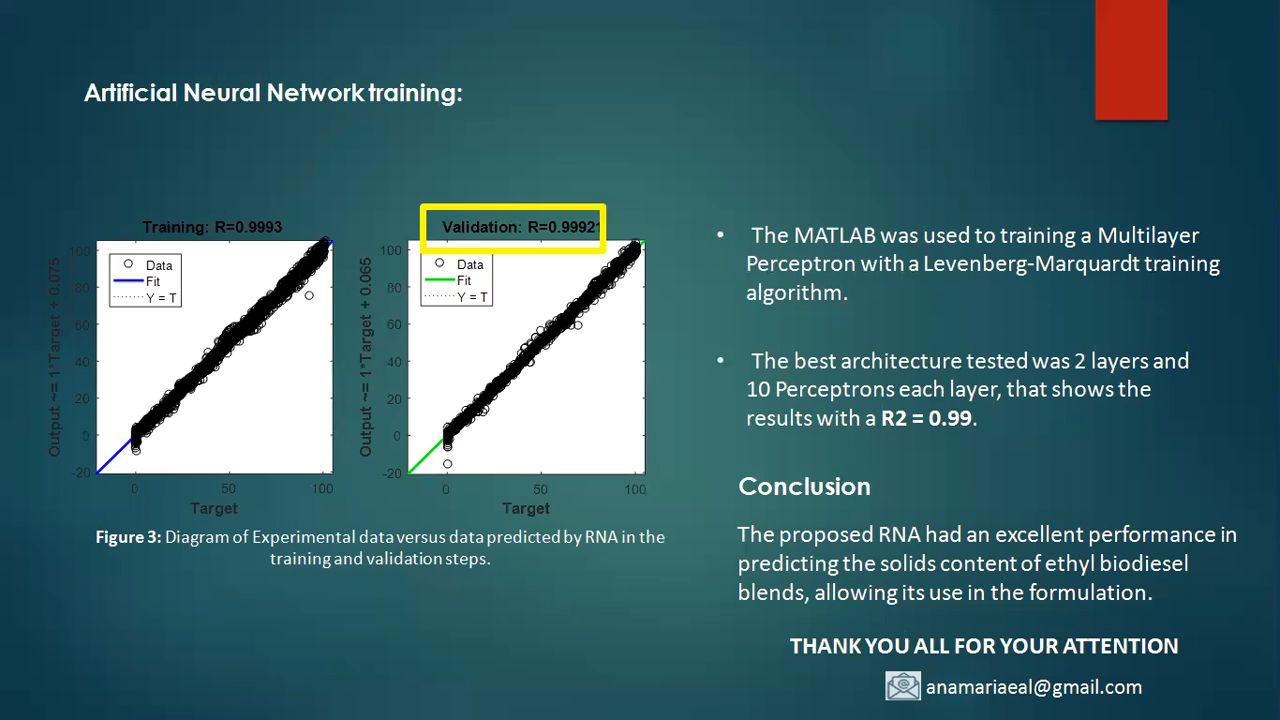 Artificial Neural Network training:
Training: R=0.9993
Output ~= 1*Target + 0.075
100
80
60
40
20
0
-20
Data
Fit
Y = T
0
50
100
Target
Validation: R=0.99921
Output ~= 1*Target + 0.065
100
80
60
40
20
0
-20
Data
Fit
Y = T
0
50
100
Target
Figure 3: Diagram of Experimental data versus data predicted by RNA in the
training and validation steps.
• The MATLAB was used to training a Multilayer
Perceptron with a Levenberg-Marquardt training
algorithm.
• The best architecture tested was 2 layers and
10 Perceptrons each layer, that shows the
results with a R2 = 0.99.
Conclusion
The proposed RNA had an excellent performance in
predicting the solids content of ethyl biodiesel
blends, allowing its use in the formulation.
THANK YOU ALL FOR YOUR ATTENTION
anamariaeal@gmail.com